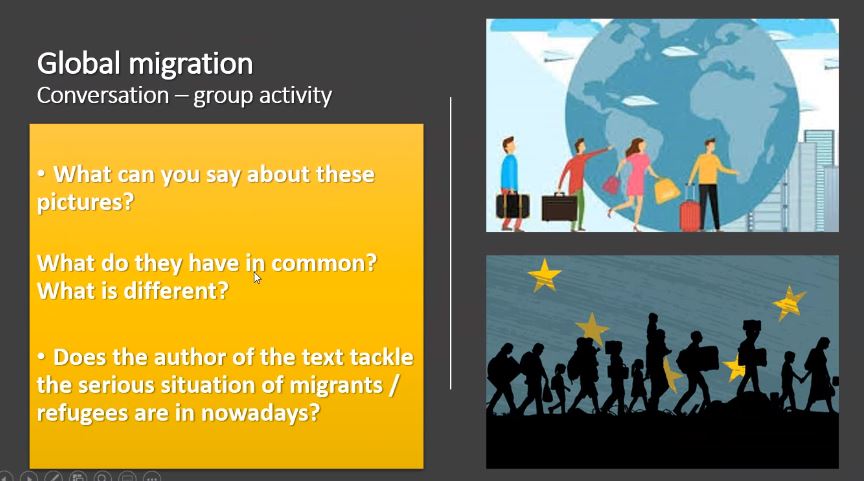 Global migration
Conversation – group activity
• What can you say about these
pictures?
What do they have in common?
What is different?
• Does the author of the text tackle
the serious situation of migrants /
refugees are in nowadays?